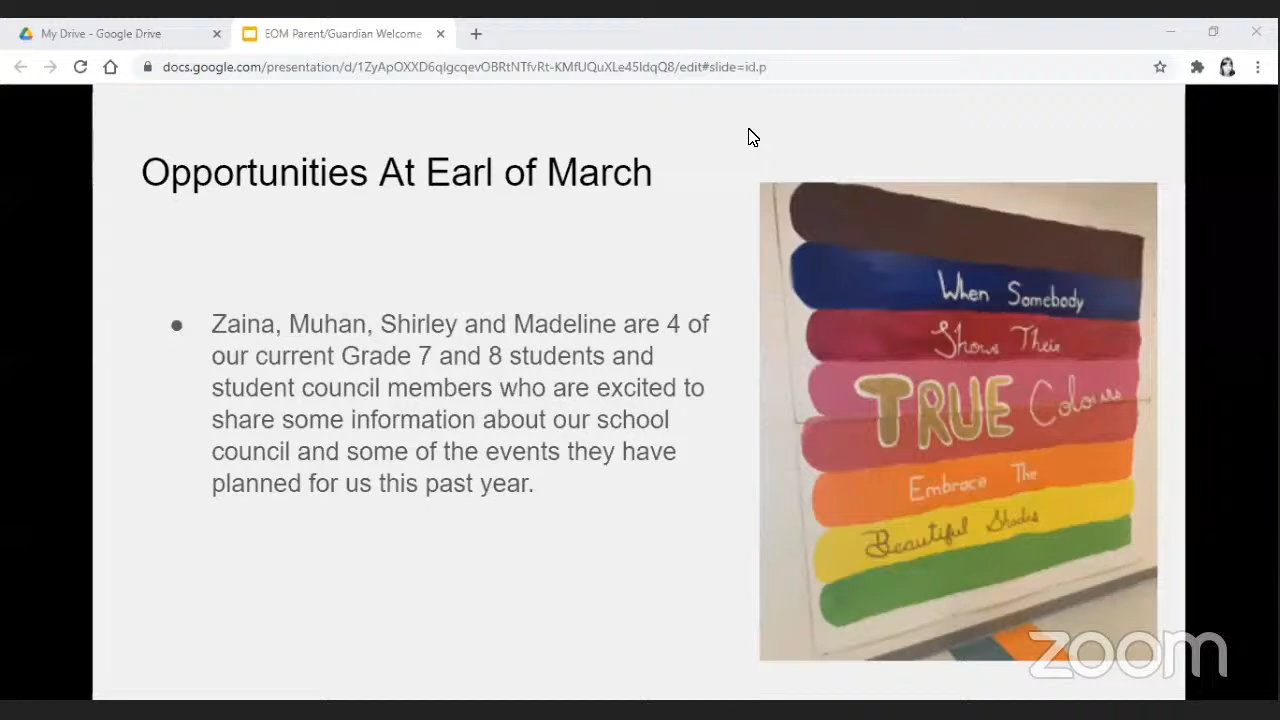 My Drive - Google Drive
EOM Parent/Guardian Welcome
docs.google.com/presentation/d/1ZyApOXXD6qIgcqevOBRtNTfvRt-KMfUQuXLe45IdqQ8/edit#slide=id.p
Opportunities At Earl of March
● Zaina, Muhan, Shirley and Madeline are 4 of
our current Grade 7 and 8 students and
student council members who are excited to
share some information about our school
council and some of the events they have
planned for us this past year.
When Somebody
Shows Their
TRUE Colours
Embrace The
Beautiful Shades
zoom